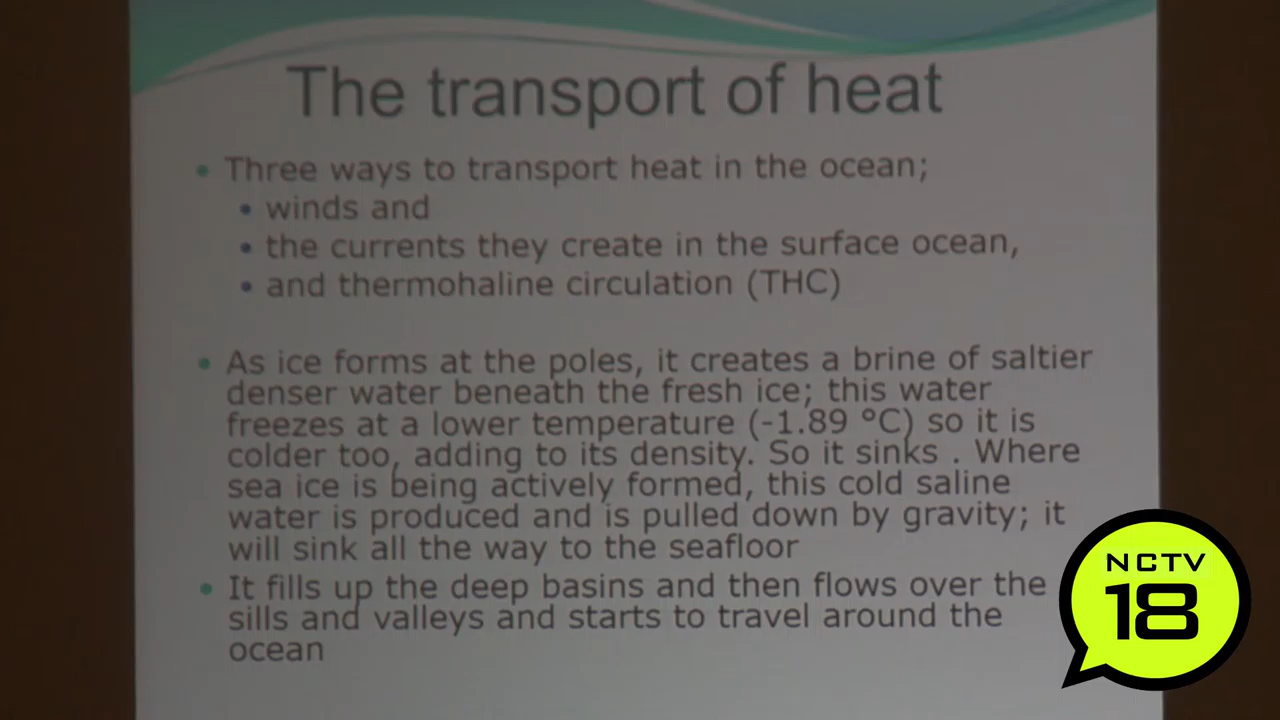 The transport of heat
• Three ways to transport heat in the ocean;
• winds and
• the currents they create in the surface ocean,
• and thermohaline circulation (THC)
• As ice forms at the poles, it creates a brine of saltier
denser water beneath the fresh ice; this water
freezes at a lower temperature (-1.89 °C) so it is
colder too, adding to its density. So it sinks . Where
sea ice is being actively formed, this cold saline
water is produced and is pulled down by gravity; it
will sink all the way to the seafloor
• It fills up the deep basins and then flows over the
sills and valleys and starts to travel around the
ocean
NCTV
18